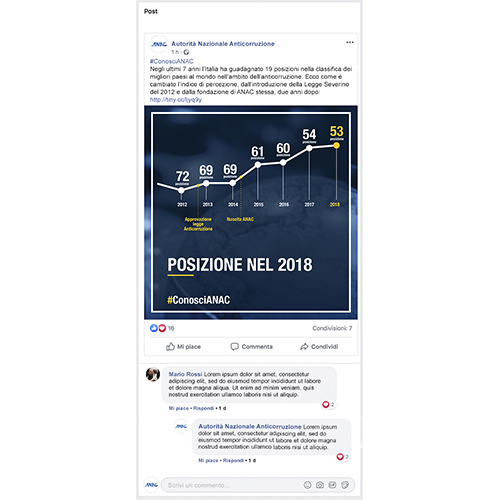 Post
ANAC Autorità Nazionale Anticorruzione
1 h
#ConosciANAC
Negli ultimi 7 anni l'Italia ha guadagnato 19 posizioni nella classifica dei
migliori paesi al mondo nell'ambito dell'anticorruzione. Ecco come è
cambiato l'indice di percezione, dall'introduzione della Legge Severino
del 2012 e dalla fondazione di ANAC stessa, due anni dopo:
http://tiny.cc/ljyq9y
72 posizione
69 posizione
69 posizione
61 posizione
60 posizione
54 posizione
53 posizione
2012 2013 2014 2015 2016 2017 2018
Approvazione
legge
Anticorruzione
Nascita ANAC
POSIZIONE NEL 2018
#ConosciANAC
16 Condivisioni: 7
Mi piace Commenta Condividi
Mario Rossi Lorem ipsum dolor sit amet, consectetur
adipiscing elit, sed do eiusmod tempor incididunt ut labore
et dolore magna aliqua. Ut enim ad minim veniam, quis
nostrud exercitation ullamco laboris nisi ut aliquip.
2
Mi piace • Rispondi • 1 d
ANAC Autorità Nazionale Anticorruzione Lorem ipsum
dolor sit amet, consectetur adipiscing elit, sed do
eiusmod tempor incididunt ut labore et dolore magna
nostrud exercitation ullamco laboris nisi ut aliquip.
2
Mi piace • Rispondi • 1 d
ANAC Scrivi un commento...